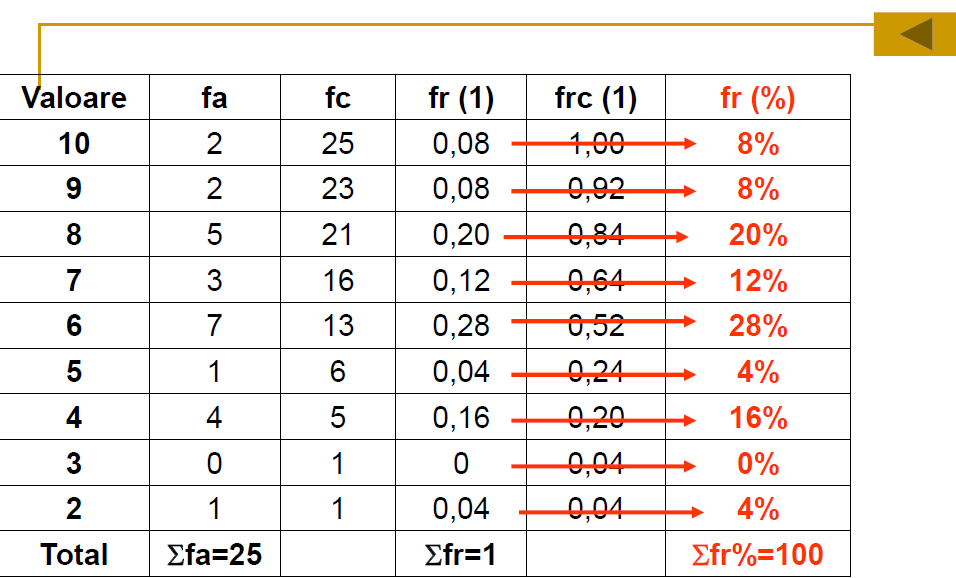 Valoare fa fc fr (1) frc (1) fr (%)
10 2 25 0,08 1,00 8%
9 2 23 0,08 0,92 8%
8 5 21 0,20 0,84 20%
7 3 16 0,12 0,64 12%
6 7 13 0,28 0,52 28%
5 1 6 0,04 0,24 4%
4 4 5 0,16 0,20 16%
3 0 1 0 0,04 0%
2 1 1 0,04 0,04 4%
Total Σfa=25 Σfr=1 Σfr%=100